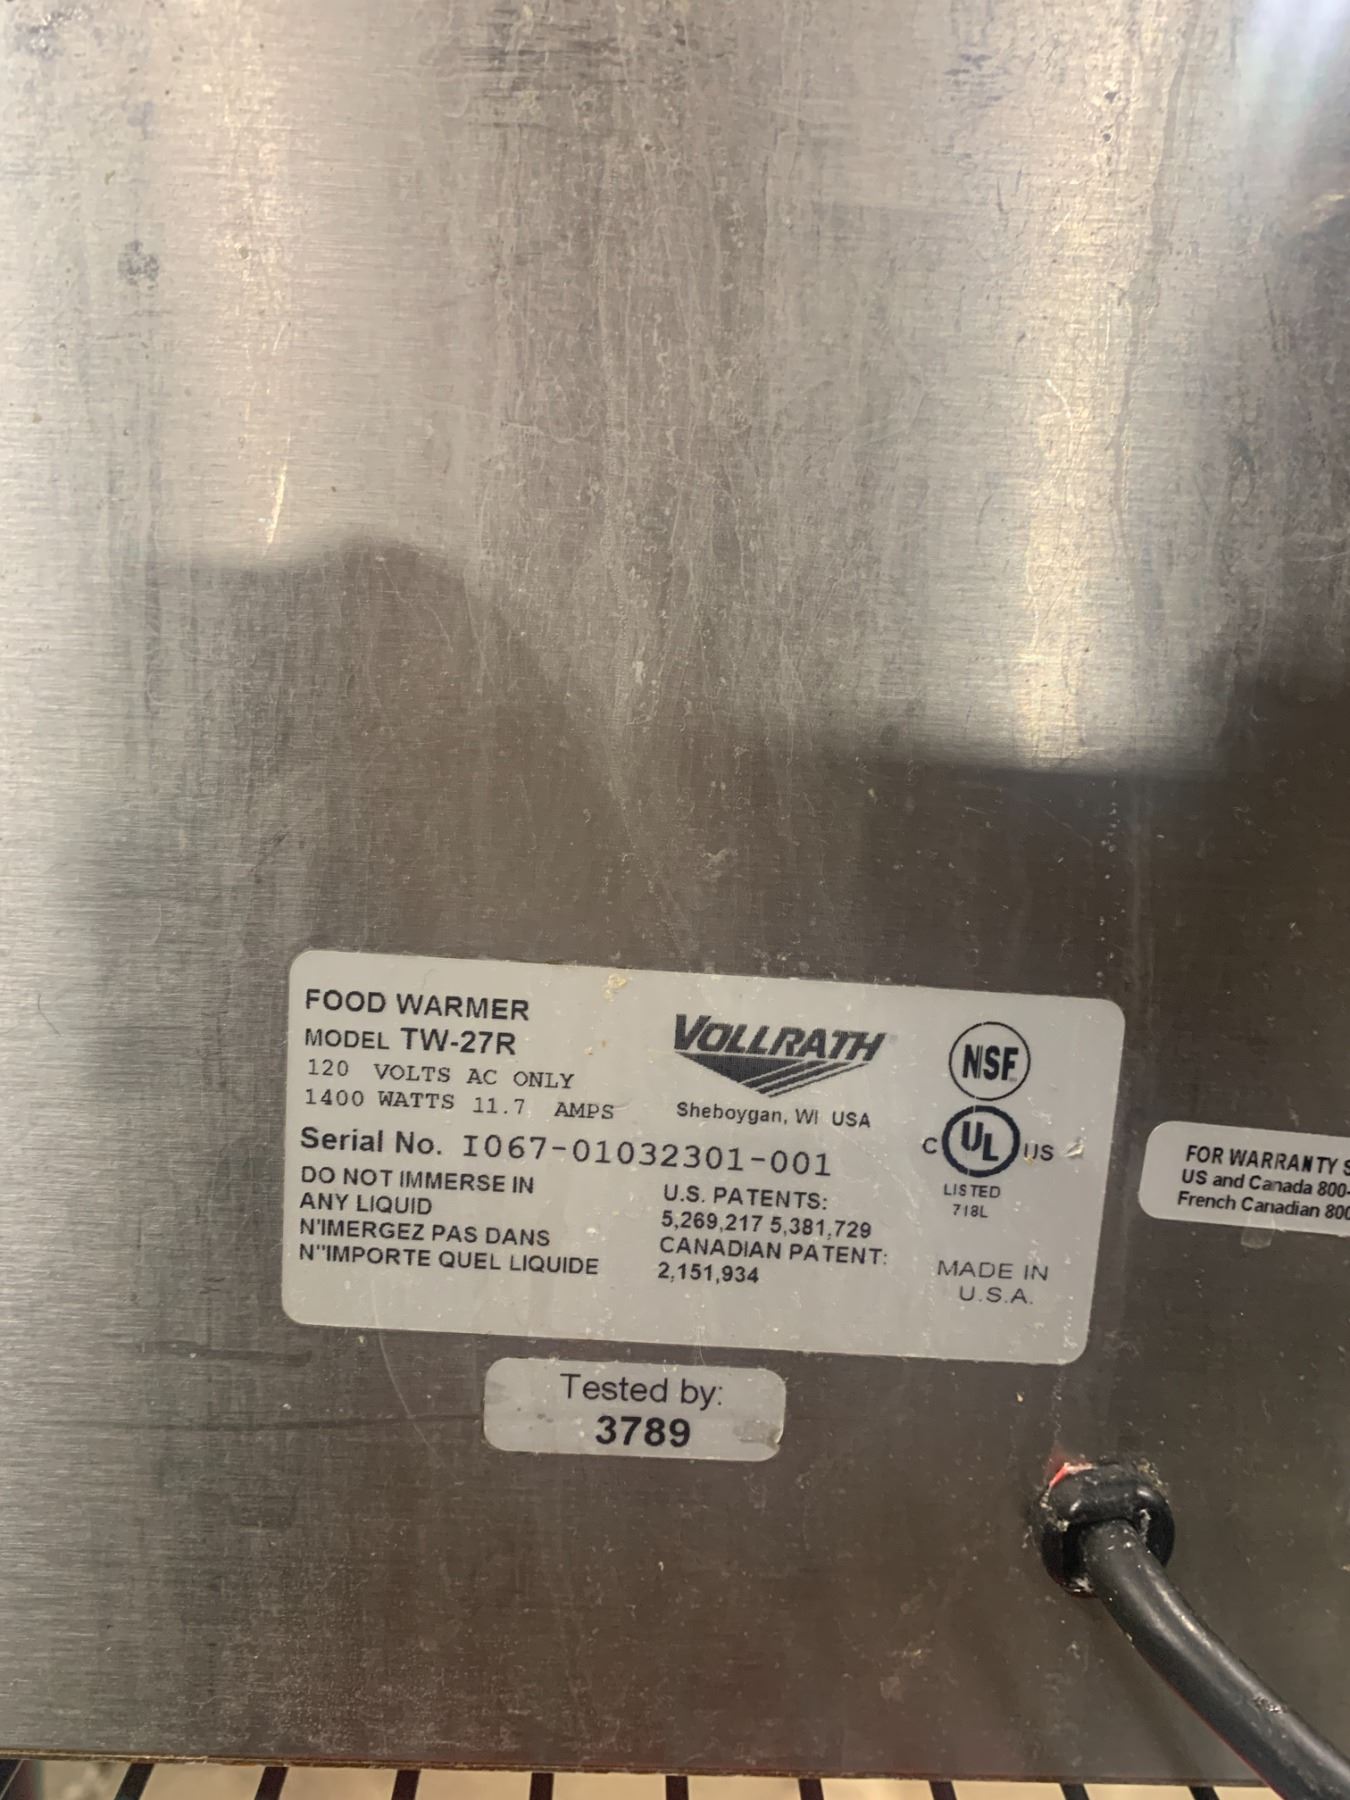 FOOD WARMER
MODEL TW-27R
120 VOLTS AC ONLY
1400 WATTS 11.7 AMPS
VOLLRATH
Sheboygan, WI USA
NSF
C UL US
LISTED
718L
Serial No. I067-01032301-001
DO NOT IMMERSE IN
ANY LIQUID
N'IMERGEZ PAS DANS
N"IMPORTE QUEL LIQUIDE
U.S. PATENTS:
5,269,217 5,381,729
CANADIAN PATENT:
2,151,934
MADE IN
U.S.A.
FOR WARRANTY S
US and Canada 800-
French Canadian 800
Tested by:
3789